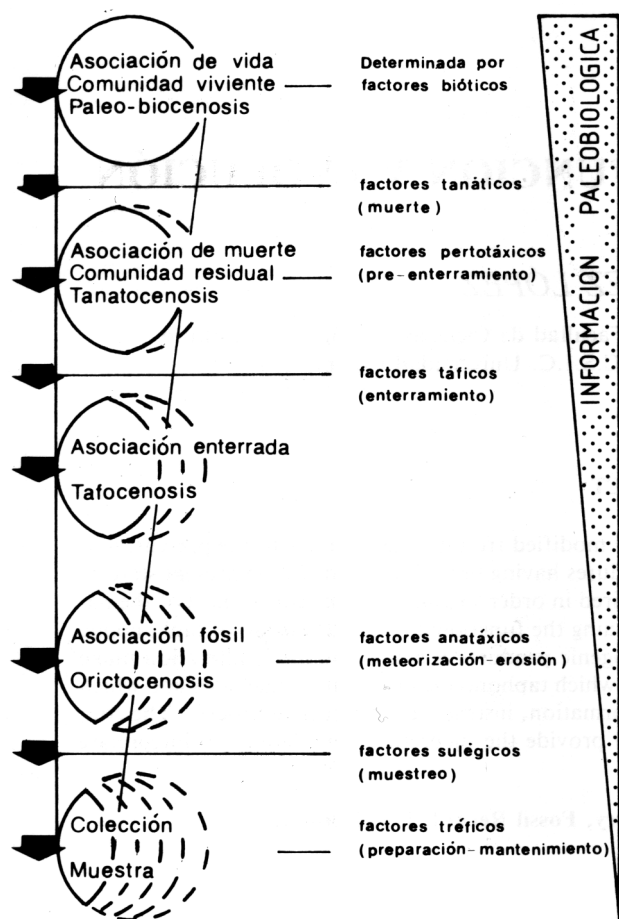 Asociación de vida
Comunidad viviente
Paleo-biocenosis
Determinada por
factores bióticos
factores tanáticos
(muerte)
Asociación de muerte
Comunidad residual
Tanatocenosis
factores pertotáxicos
(pre-enterramiento)
factores táficos
(enterramiento)
Asociación enterrada
Tafocenosis
Asociación fósil
Orictocenosis
factores anatáxicos
(meteorización-erosión)
factores sulégicos
(muestreo)
Colección
Muestra
factores tréficos
(preparación-mantenimiento)
INFORMACION PALEOBIOLOGICA